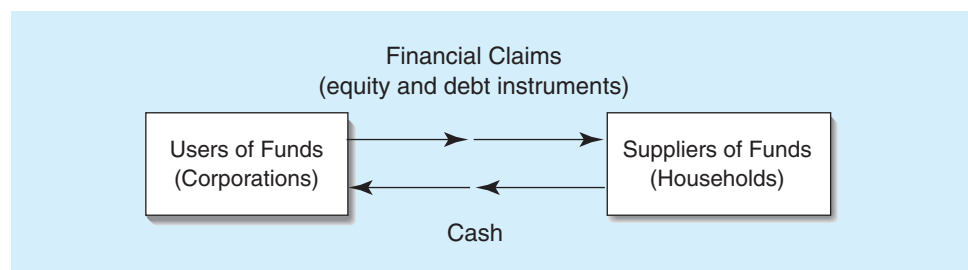 Financial Claims
(equity and debt instruments)
Users of Funds
(Corporations)
Suppliers of Funds
(Households)
Cash